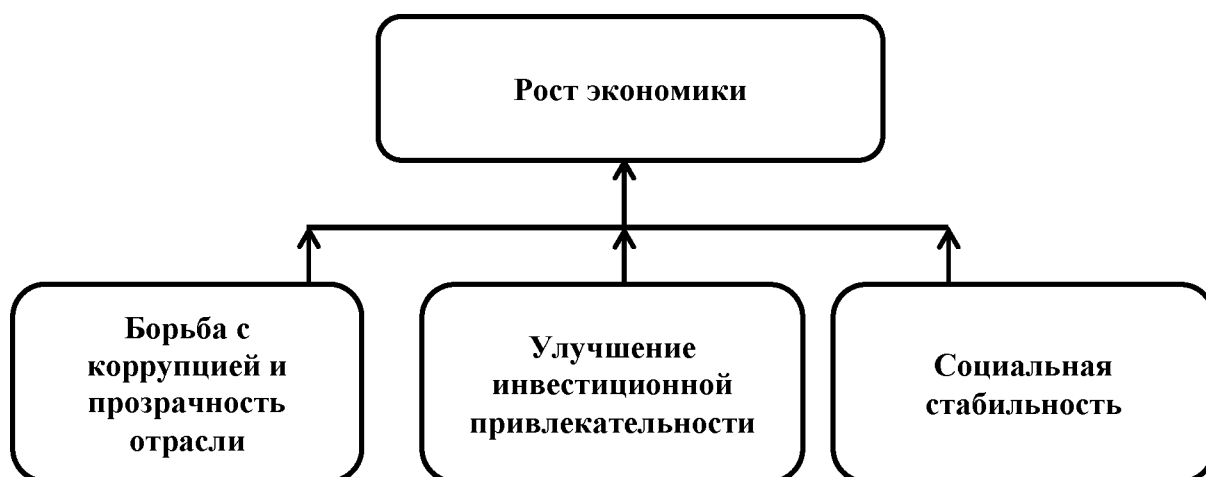 Рост экономики
Борьба с
коррупцией и
прозрачность
отрасли
Улучшение
инвестиционной
привлекательности
Социальная
стабильность